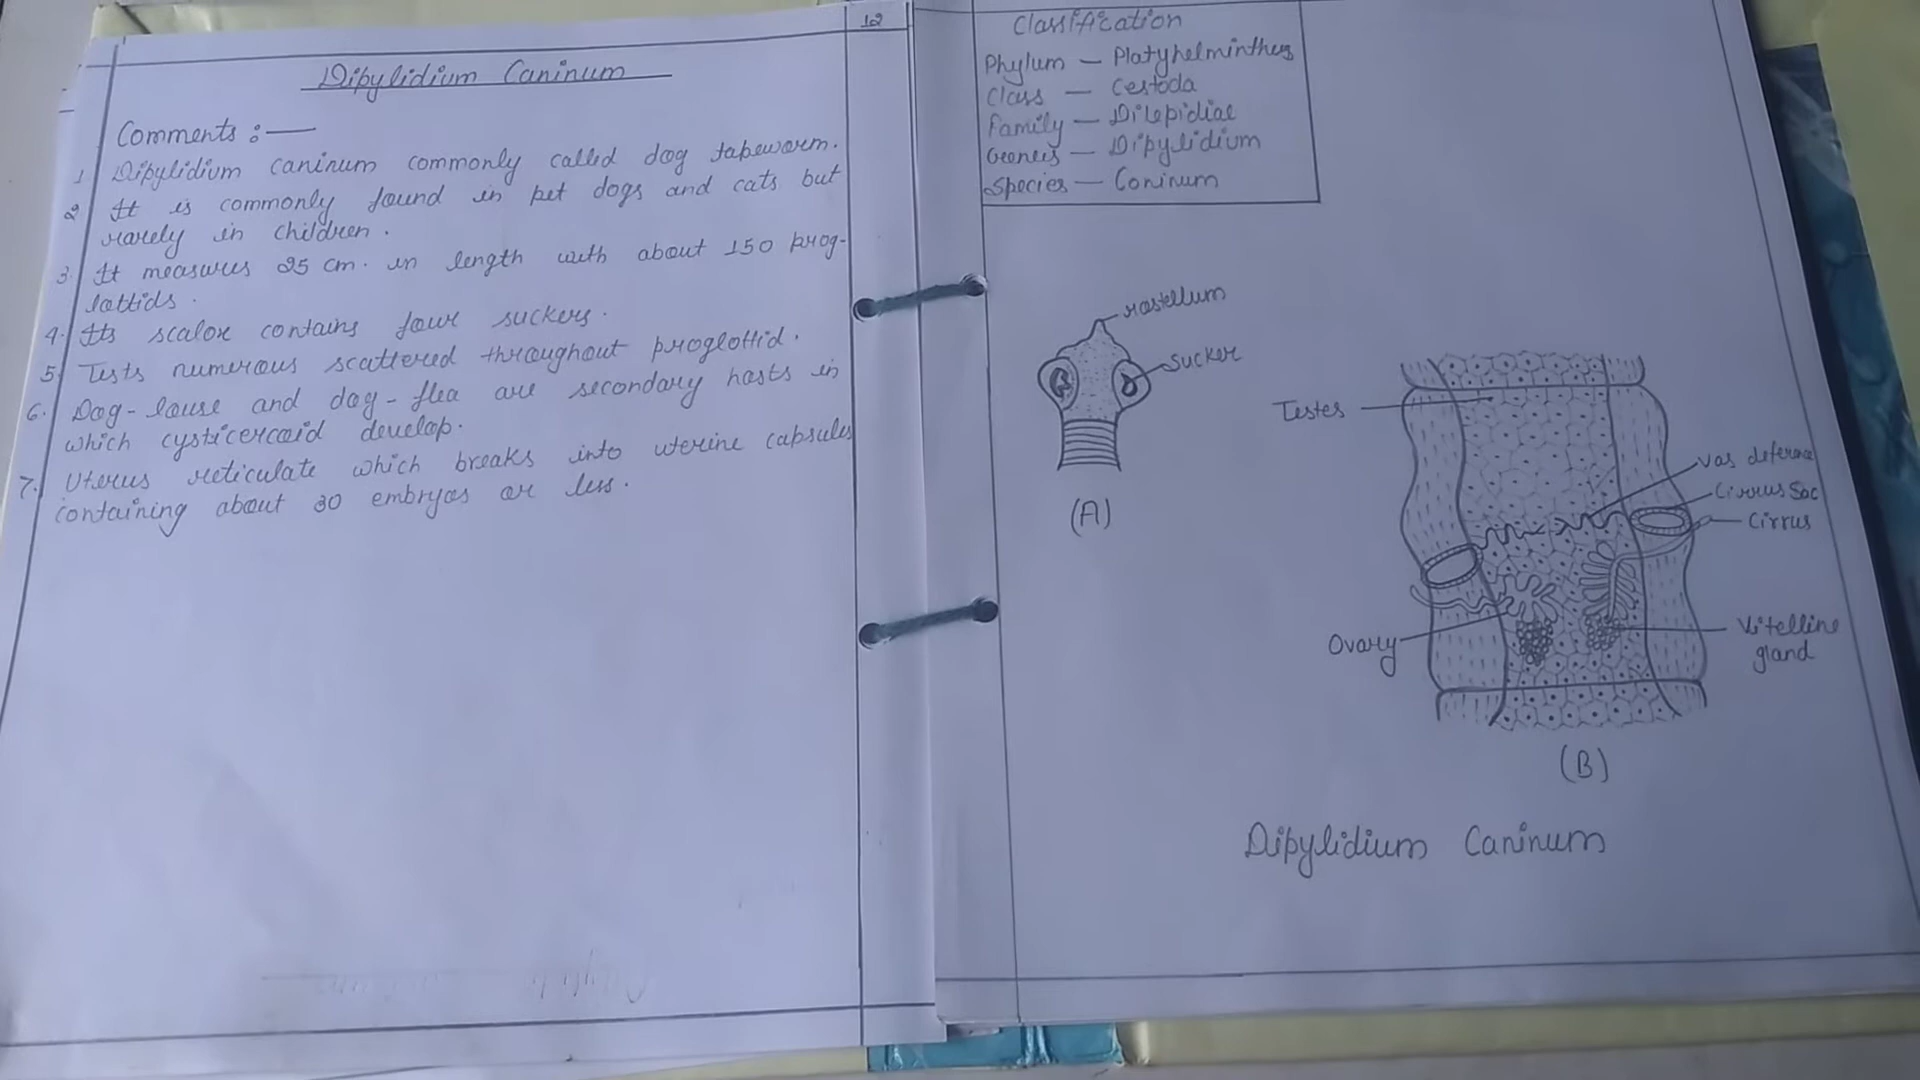 12
Dipylidium Caninum
Comments :—
1 Dipylidium caninum commonly called dog tapeworm.
2 It is commonly found in pet dogs and cats but
rarely in children.
3. It measures 25 cm. in length with about 150 prog-
lottids.
4. Its scalox contains four suckers.
5. Tests numerous scattered throughout proglottid.
6. Dog-louse and dog-flea are secondary hosts in
which cysticercoid develop.
7. Uterus reticulate which breaks into uterine capsules
containing about 30 embryos or less.
Classification
Phylum — Platyhelminthes
Class — Cestoda
Family — Dilepidiae
Geneis — Dipylidium
Species — Coninum
rostellum
sucker
(A)
Testes
vas deferens
Cirrus Sac
Cirrus
Ovary
Vitelline
gland
(B)
Dipylidium Caninum